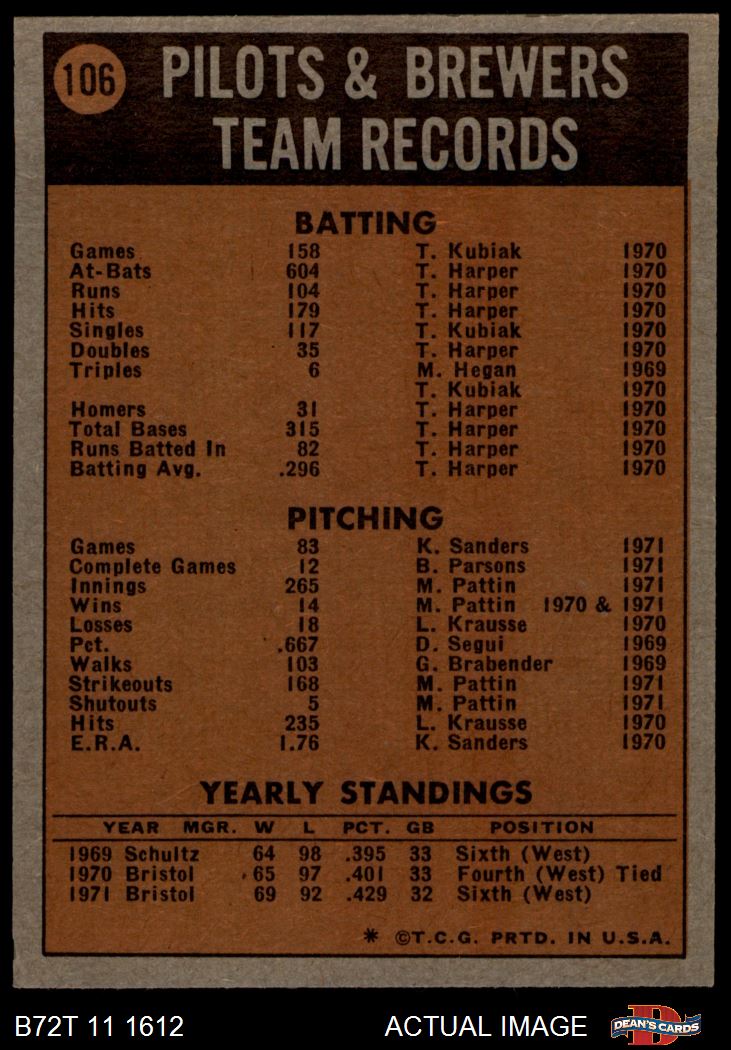 106 PILOTS & BREWERS
TEAM RECORDS
BATTING
Games 158 T. Kubiak 1970
At-Bats 604 T. Harper 1970
Runs 104 T. Harper 1970
Hits 179 T. Harper 1970
Singles 117 T. Kubiak 1970
Doubles 35 T. Harper 1970
Triples 6 M. Hegan 1969
T. Kubiak 1970
Homers 31 T. Harper 1970
Total Bases 315 T. Harper 1970
Runs Batted In 82 T. Harper 1970
Batting Avg. .296 T. Harper 1970
PITCHING
Games 83 K. Sanders 1971
Complete Games 12 B. Parsons 1971
Innings 265 M. Pattin 1971
Wins 14 M. Pattin 1970 & 1971
Losses 18 L. Krausse 1970
Pct. .667 D. Segui 1969
Walks 103 G. Brabender 1969
Strikeouts 168 M. Pattin 1971
Shutouts 5 M. Pattin 1971
Hits 235 L. Krausse 1970
E.R.A. 1.76 K. Sanders 1970
YEARLY STANDINGS
YEAR MGR. W L PCT. GB POSITION
1969 Schultz 64 98 .395 33 Sixth (West)
1970 Bristol 65 97 .401 33 Fourth (West) Tied
1971 Bristol 69 92 .429 32 Sixth (West)
* ©T.C.G. PRTD. IN U.S.A.
B72T 11 1612 ACTUAL IMAGE DEAN'S CARDS